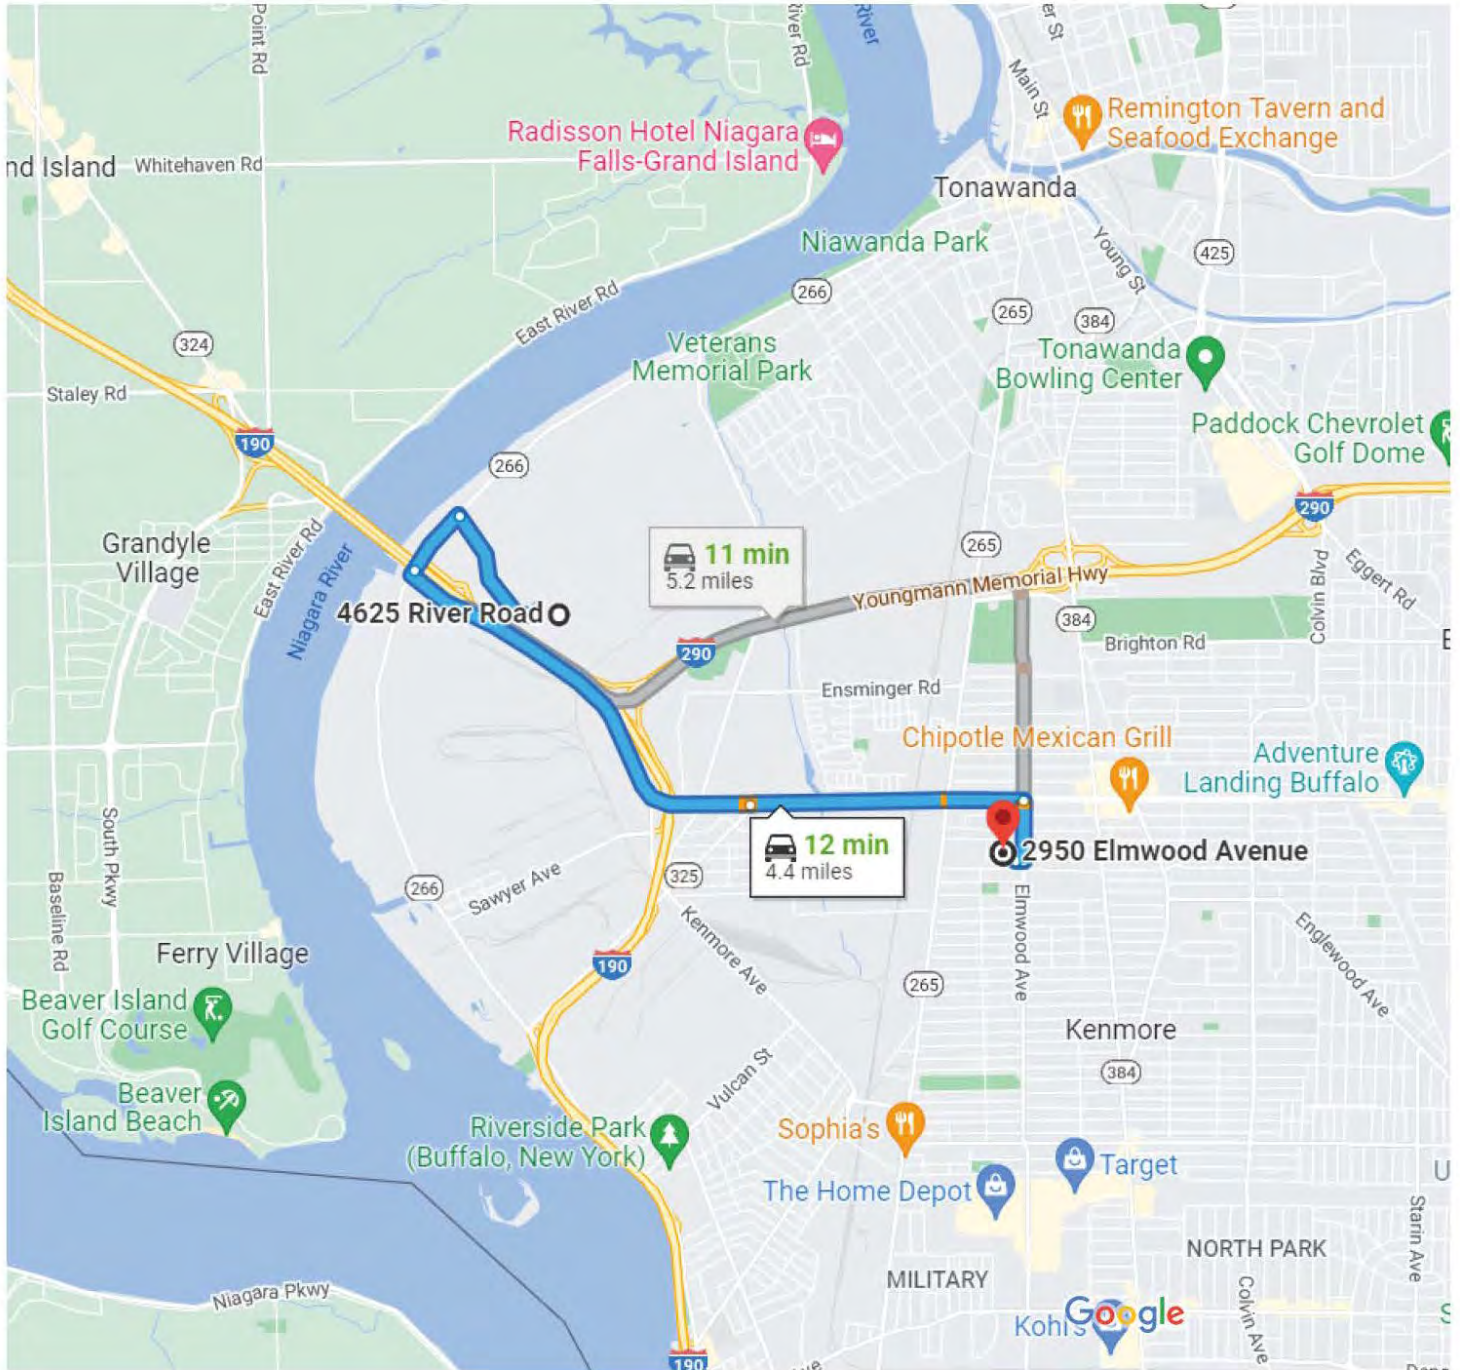 Point Rd
River Rd
River
Main St
Remington Tavern and
Seafood Exchange
Radisson Hotel Niagara
Falls-Grand Island
nd Island
Whitehaven Rd
Tonawanda
Niawanda Park
Young St
425
266
East River Rd
265
384
324
Veterans
Memorial Park
Tonawanda
Bowling Center
Staley Rd
Paddock Chevrolet
Golf Dome
190
266
290
Grandyle
Village
East River Rd
Niagara River
11 min
5.2 miles
265
Youngmann Memorial Hwy
Colvin Blvd
Eggert Rd
4625 River Road
384
Brighton Rd
290
Ensminger Rd
Chipotle Mexican Grill
Adventure
Landing Buffalo
South Pkwy
12 min
4.4 miles
2950 Elmwood Avenue
Baseline Rd
266
Sawyer Ave
325
Kenmore Ave
Elmwood Ave
Englewood Ave
Ferry Village
190
265
Beaver Island
Golf Course
Kenmore
384
Vulcan St
Beaver
Island Beach
Riverside Park
(Buffalo, New York)
Sophia's
Target
The Home Depot
U
Starin Ave
NORTH PARK
MILITARY
Colvin Ave
Niagara Pkwy
Kohl's
Google
190